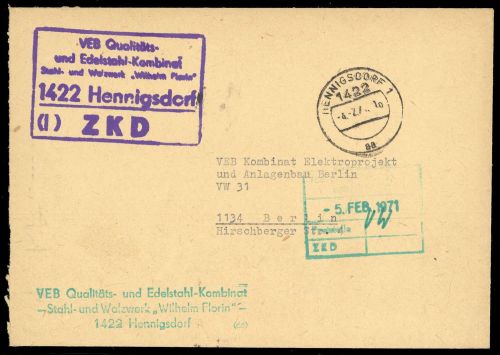 VEB Qualitäts-
und Edelstahl-Kombinat
Stahl- und Walzwerk „Wilhelm Florin"
1422 Hennigsdorf
(I) ZKD
HENNIGSDORF 1
1422
aa
VEB Kombinat Elektroprojekt
und Anlagenbau Berlin
VW 31
1134 Berlin
Hirschberger
- 5. FEB. 1971
ZKD
VEB Qualitäts- und Edelstahl-Kombinat
- Stahl- und Walzwerk „Wilhelm Florin" -
1422 Hennigsdorf (66)